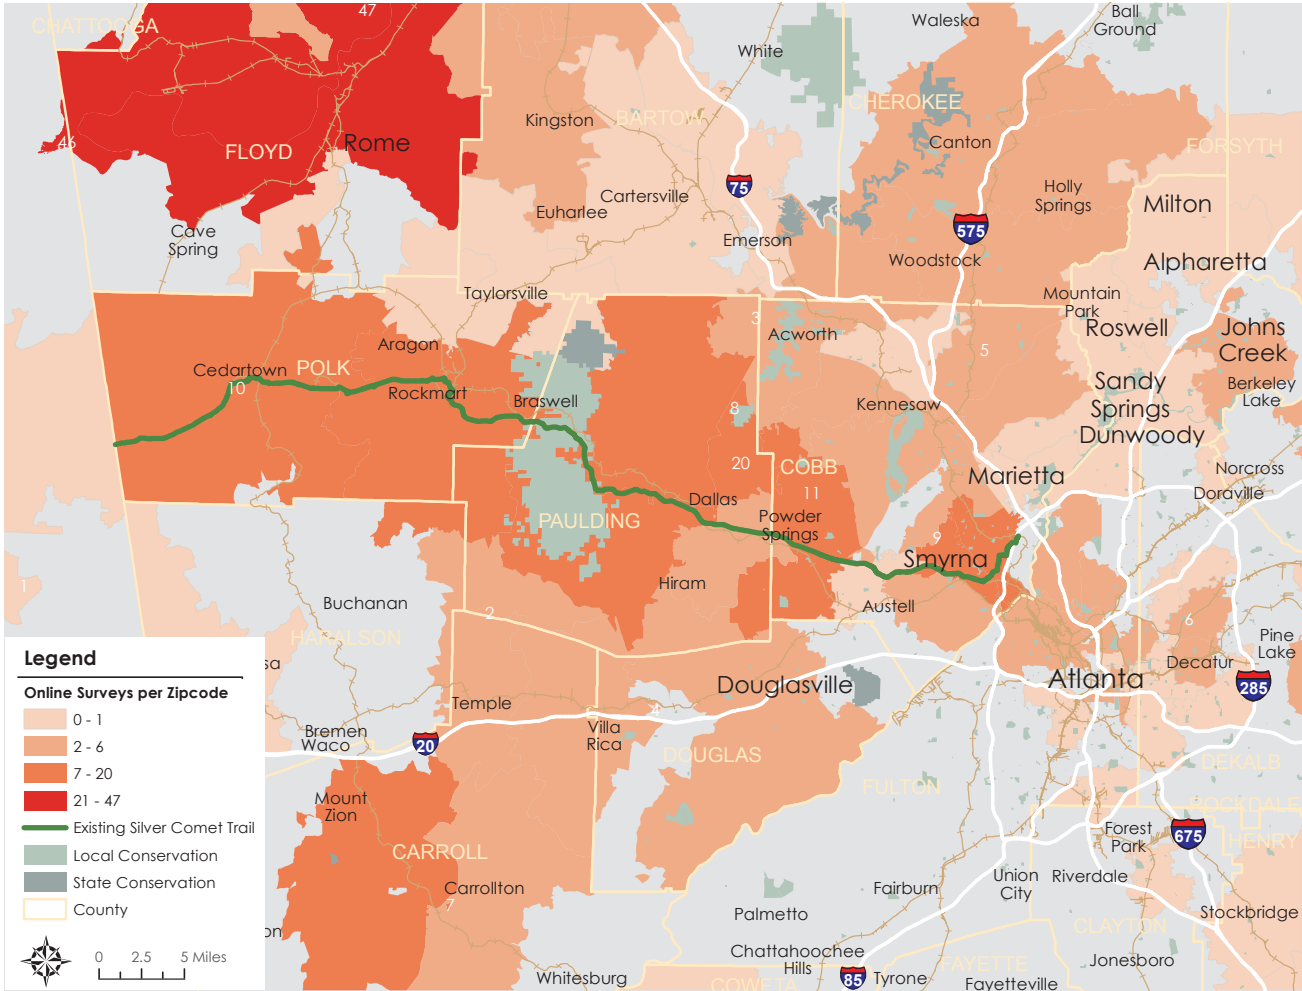 47
CHATTOOGA
Waleska
Ball
Ground
White
CHEROKEE
Kingston
BARTOW
46
FLOYD
Rome
Canton
FORSYTH
75
Holly
Springs
Cartersville
Euharlee
Milton
Cave
Spring
Emerson
575
Woodstock
Alpharetta
Taylorsville
Mountain
Park
3
Acworth
Roswell
Johns
Creek
Aragon
5
Cedartown
POLK
10
Rockmart
Braswell
Sandy
Springs
Dunwoody
Berkeley
Lake
8
Kennesaw
20
COBB
11
Marietta
Norcross
Doraville
Dallas
PAULDING
Powder
Springs
9
Smyrna
1
Hiram
Buchanan
2
Austell
6
HARALSON
Pine
Lake
Decatur
sa
Douglasville
Atlanta
285
Temple
4
Villa
Rica
Bremen
Waco
20
DOUGLAS
DEKALB
FULTON
Mount
Zion
ROCKDALE
Forest
Park
675
HENRY
CARROLL
Carrollton
7
Union
City
Riverdale
Fairburn
Palmetto
Stockbridge
CLAYTON
on
Chattahoochee
Hills
Jonesboro
FAYETTE
85
Tyrone
Whitesburg
COWETA
Fayetteville
Legend
Online Surveys per Zipcode
0 - 1
2 - 6
7 - 20
21 - 47
Existing Silver Comet Trail
Local Conservation
State Conservation
County
0 2.5 5 Miles